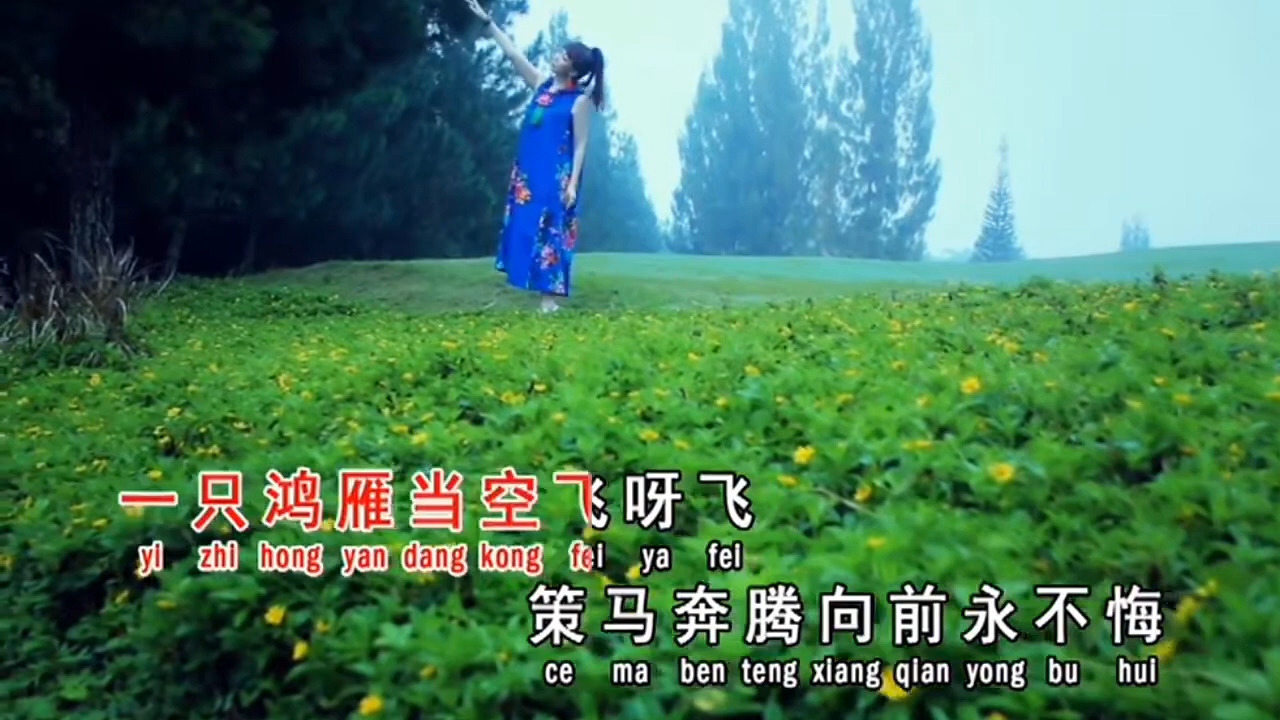 一只鸿雁当空飞呀飞
yi zhi hong yan dang kong fei ya fei
策马奔腾向前永不悔
ce ma ben teng xiang qian yong bu hui